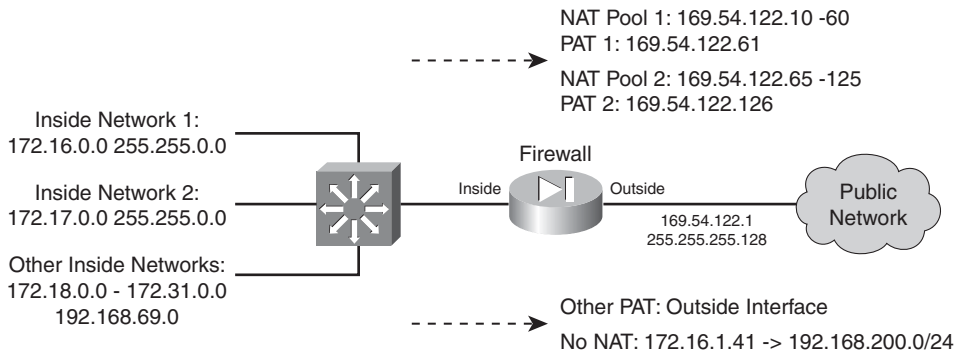 NAT Pool 1: 169.54.122.10 -60
PAT 1: 169.54.122.61
NAT Pool 2: 169.54.122.65 -125
PAT 2: 169.54.122.126
Inside Network 1:
172.16.0.0 255.255.0.0
Inside Network 2:
172.17.0.0 255.255.0.0
Other Inside Networks:
172.18.0.0 - 172.31.0.0
192.168.69.0
Firewall
Inside
Outside
169.54.122.1
255.255.255.128
Public
Network
Other PAT: Outside Interface
No NAT: 172.16.1.41 -> 192.168.200.0/24